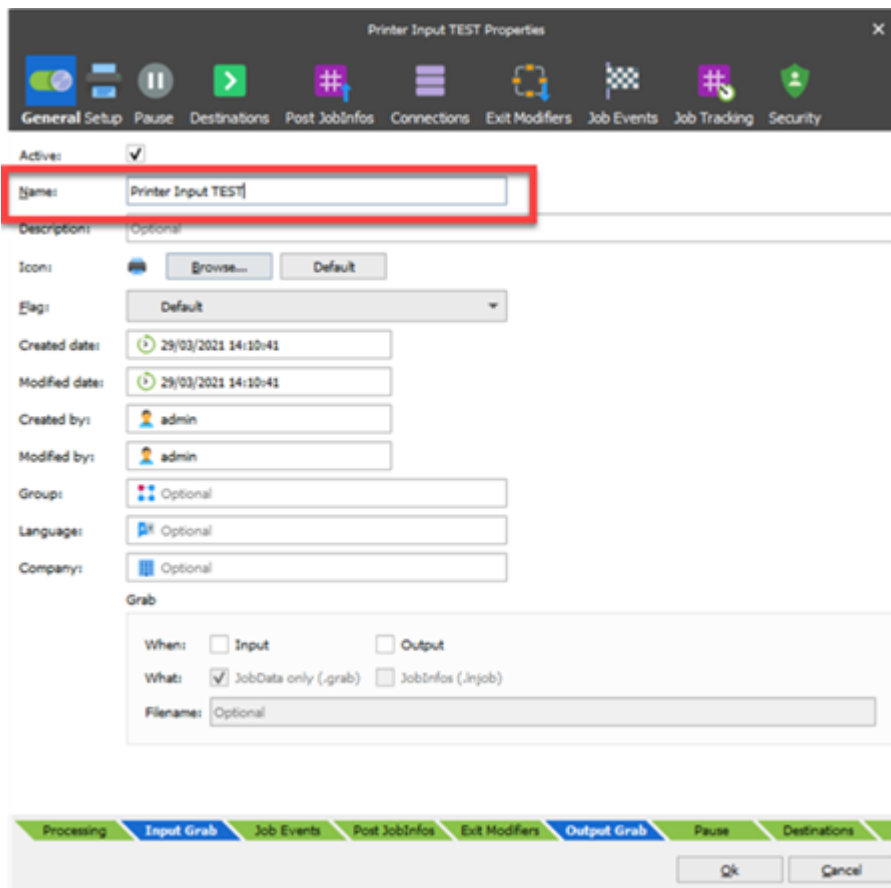 Printer Input TEST Properties
General Setup Pause Destinations Post JobInfos Connections Exit Modifiers Job Events Job Tracking Security
Active:
Name: Printer Input TEST
Description: Optional
Icon: Browse... Default
Flag: Default
Created date: 29/03/2021 14:10:41
Modified date: 29/03/2021 14:10:41
Created by: admin
Modified by: admin
Group: Optional
Language: Optional
Company: Optional
Grab
When: Input Output
What: JobData only (.grab) JobInfos (.lnjob)
Filename: Optional
Processing Input Grab Job Events Post JobInfos Exit Modifiers Output Grab Pause Destinations
Ok Cancel